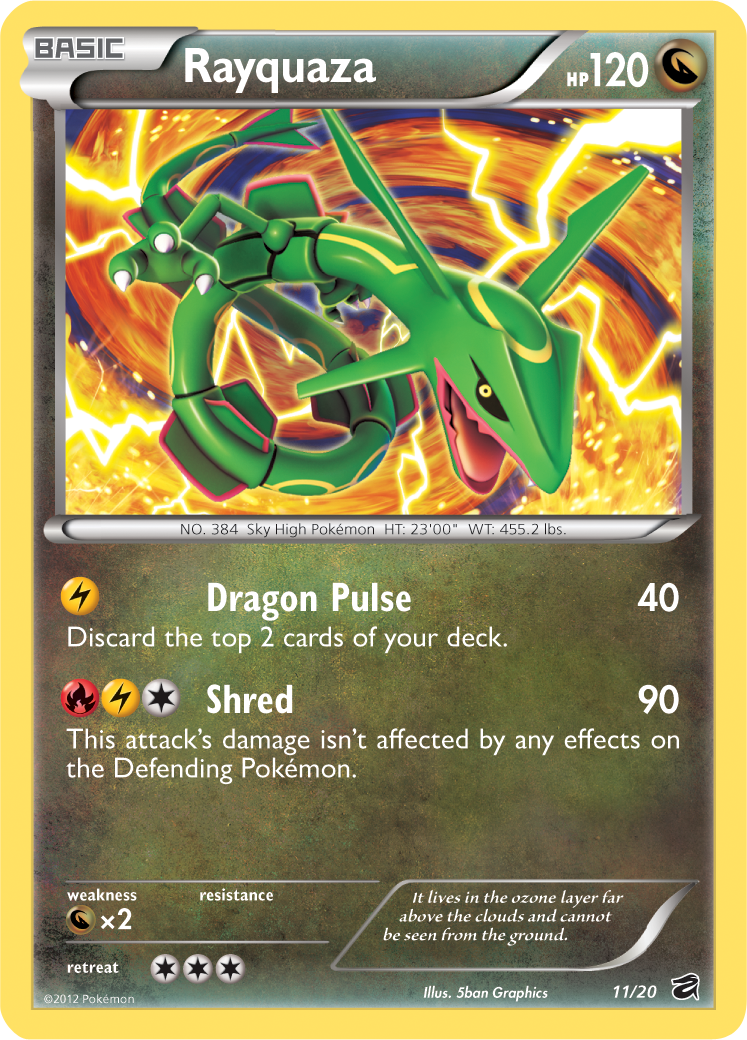 BASIC
Rayquaza
HP120
NO. 384 Sky High Pokémon HT: 23'00" WT: 455.2 lbs.
Dragon Pulse 40
Discard the top 2 cards of your deck.
Shred 90
This attack's damage isn't affected by any effects on
the Defending Pokémon.
weakness resistance
×2
It lives in the ozone layer far
above the clouds and cannot
be seen from the ground.
retreat
©2012 Pokémon
Illus. 5ban Graphics
11/20